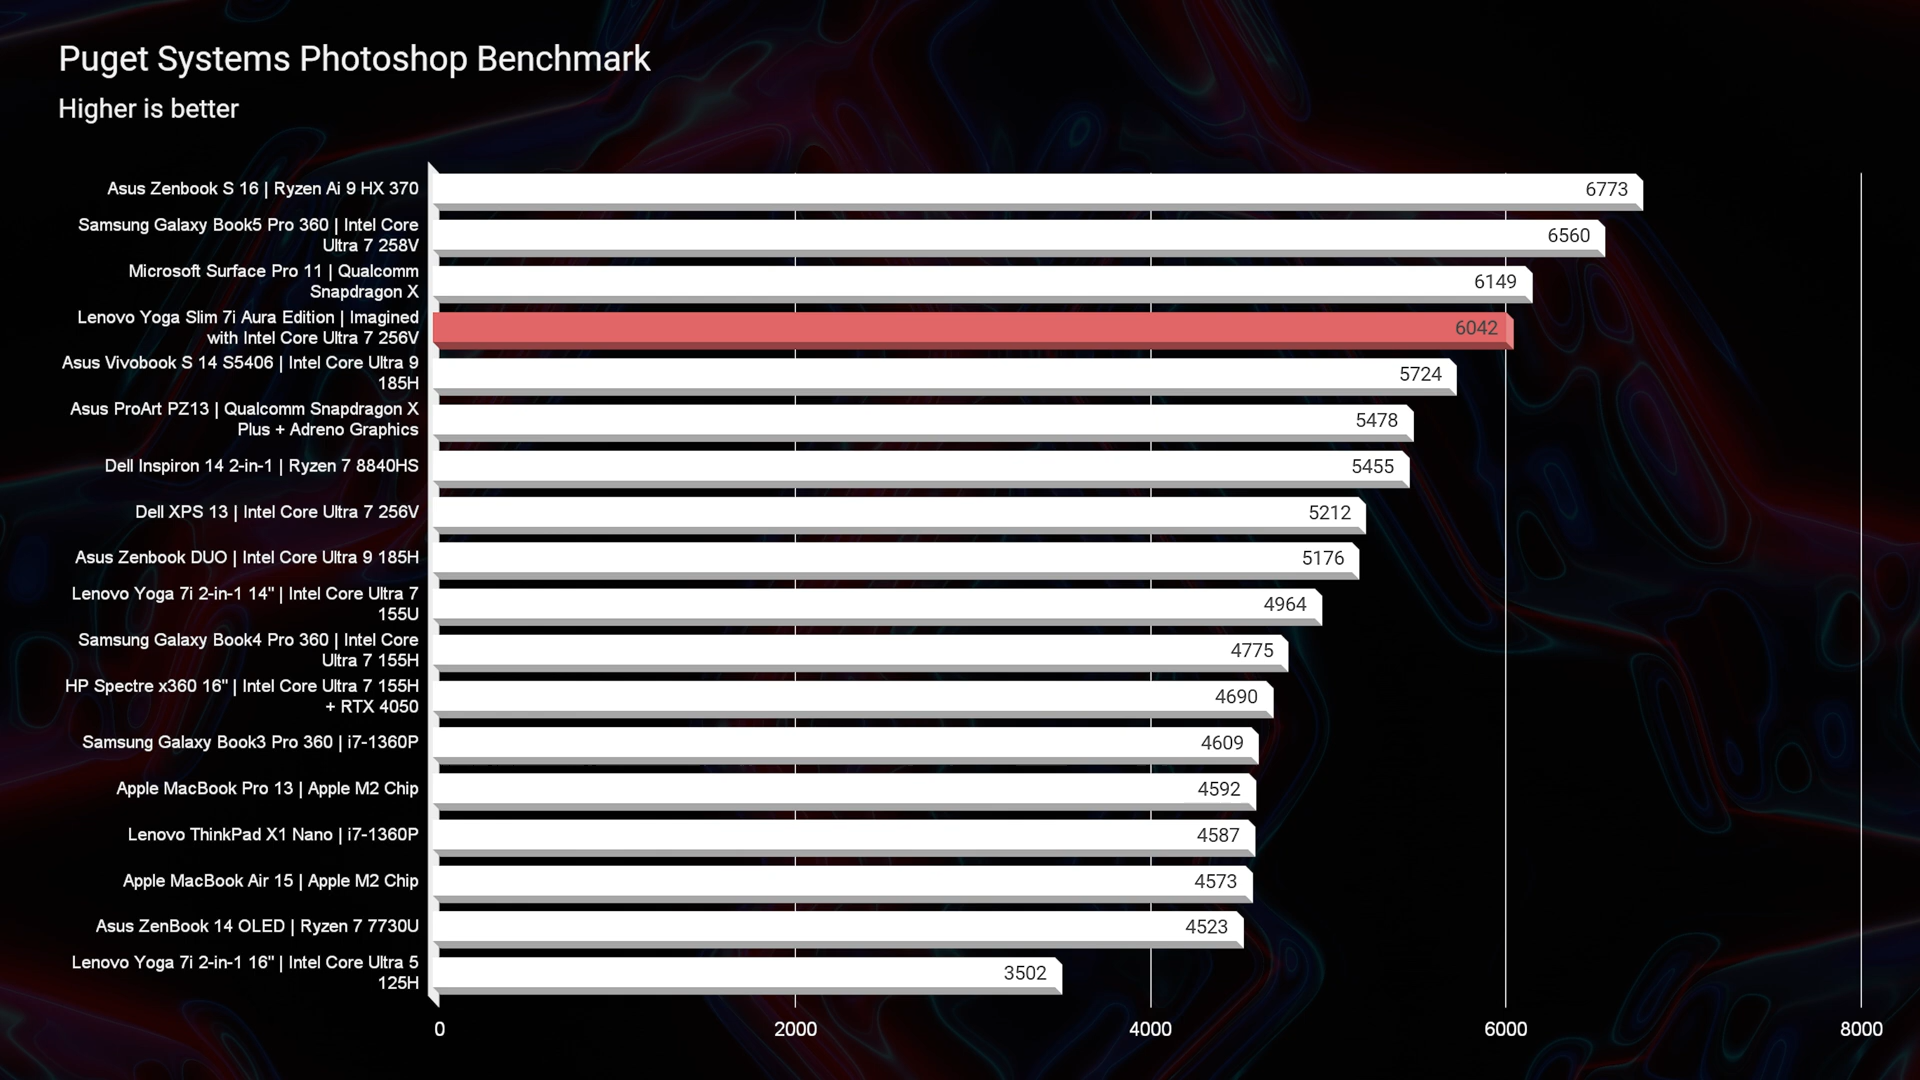 Puget Systems Photoshop Benchmark
Higher is better
Asus Zenbook S 16 | Ryzen Ai 9 HX 370
6773
Samsung Galaxy Book5 Pro 360 | Intel Core
Ultra 7 258V
6560
Microsoft Surface Pro 11 | Qualcomm
Snapdragon X
6149
Lenovo Yoga Slim 7i Aura Edition | Imagined
with Intel Core Ultra 7 256V
6042
Asus Vivobook S 14 S5406 | Intel Core Ultra 9
185H
5724
Asus ProArt PZ13 | Qualcomm Snapdragon X
Plus + Adreno Graphics
5478
Dell Inspiron 14 2-in-1 | Ryzen 7 8840HS
5455
Dell XPS 13 | Intel Core Ultra 7 256V
5212
Asus Zenbook DUO | Intel Core Ultra 9 185H
5176
Lenovo Yoga 7i 2-in-1 14" | Intel Core Ultra 7
155U
4964
Samsung Galaxy Book4 Pro 360 | Intel Core
Ultra 7 155H
4775
HP Spectre x360 16" | Intel Core Ultra 7 155H
+ RTX 4050
4690
Samsung Galaxy Book3 Pro 360 | i7-1360P
4609
Apple MacBook Pro 13 | Apple M2 Chip
4592
Lenovo ThinkPad X1 Nano | i7-1360P
4587
Apple MacBook Air 15 | Apple M2 Chip
4573
Asus ZenBook 14 OLED | Ryzen 7 7730U
4523
Lenovo Yoga 7i 2-in-1 16" | Intel Core Ultra 5
125H
3502
0 2000 4000 6000 8000